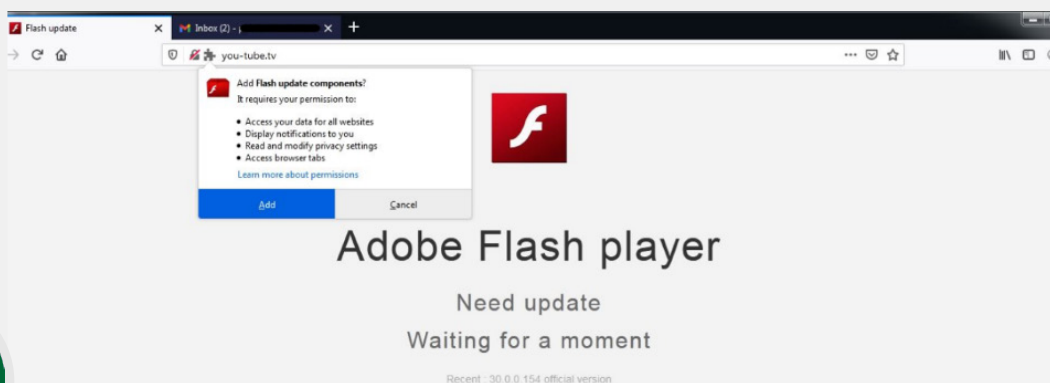 Flash update
Inbox (2) -
you-tube.tv
Add Flash update components?
It requires your permission to:
• Access your data for all websites
• Display notifications to you
• Read and modify privacy settings
• Access browser tabs
Learn more about permissions
Add
Cancel
Adobe Flash player
Need update
Waiting for a moment
Recent : 30.0.0.154 official version